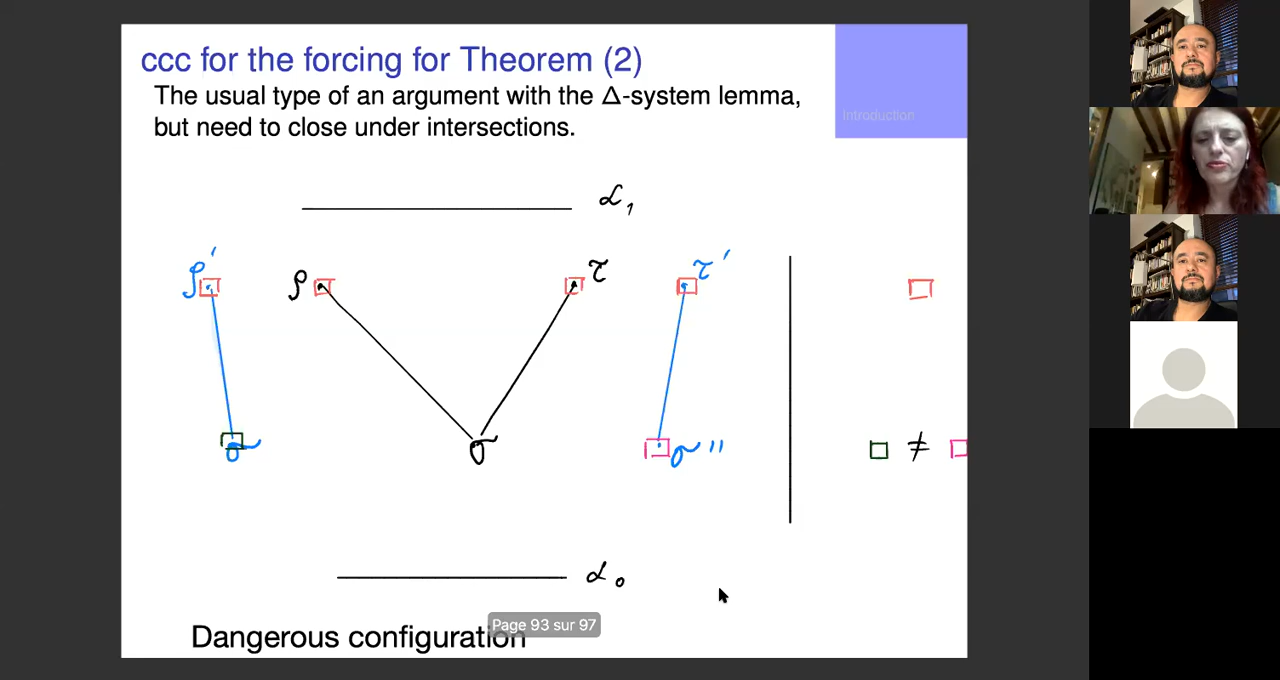 ccc for the forcing for Theorem (2)
The usual type of an argument with the Δ-system lemma,
but need to close under intersections.
Introduction
α₁
ρ′ ρ τ τ′
σ σ σ″ ≠
α₀
Page 93 sur 97
Dangerous configuration